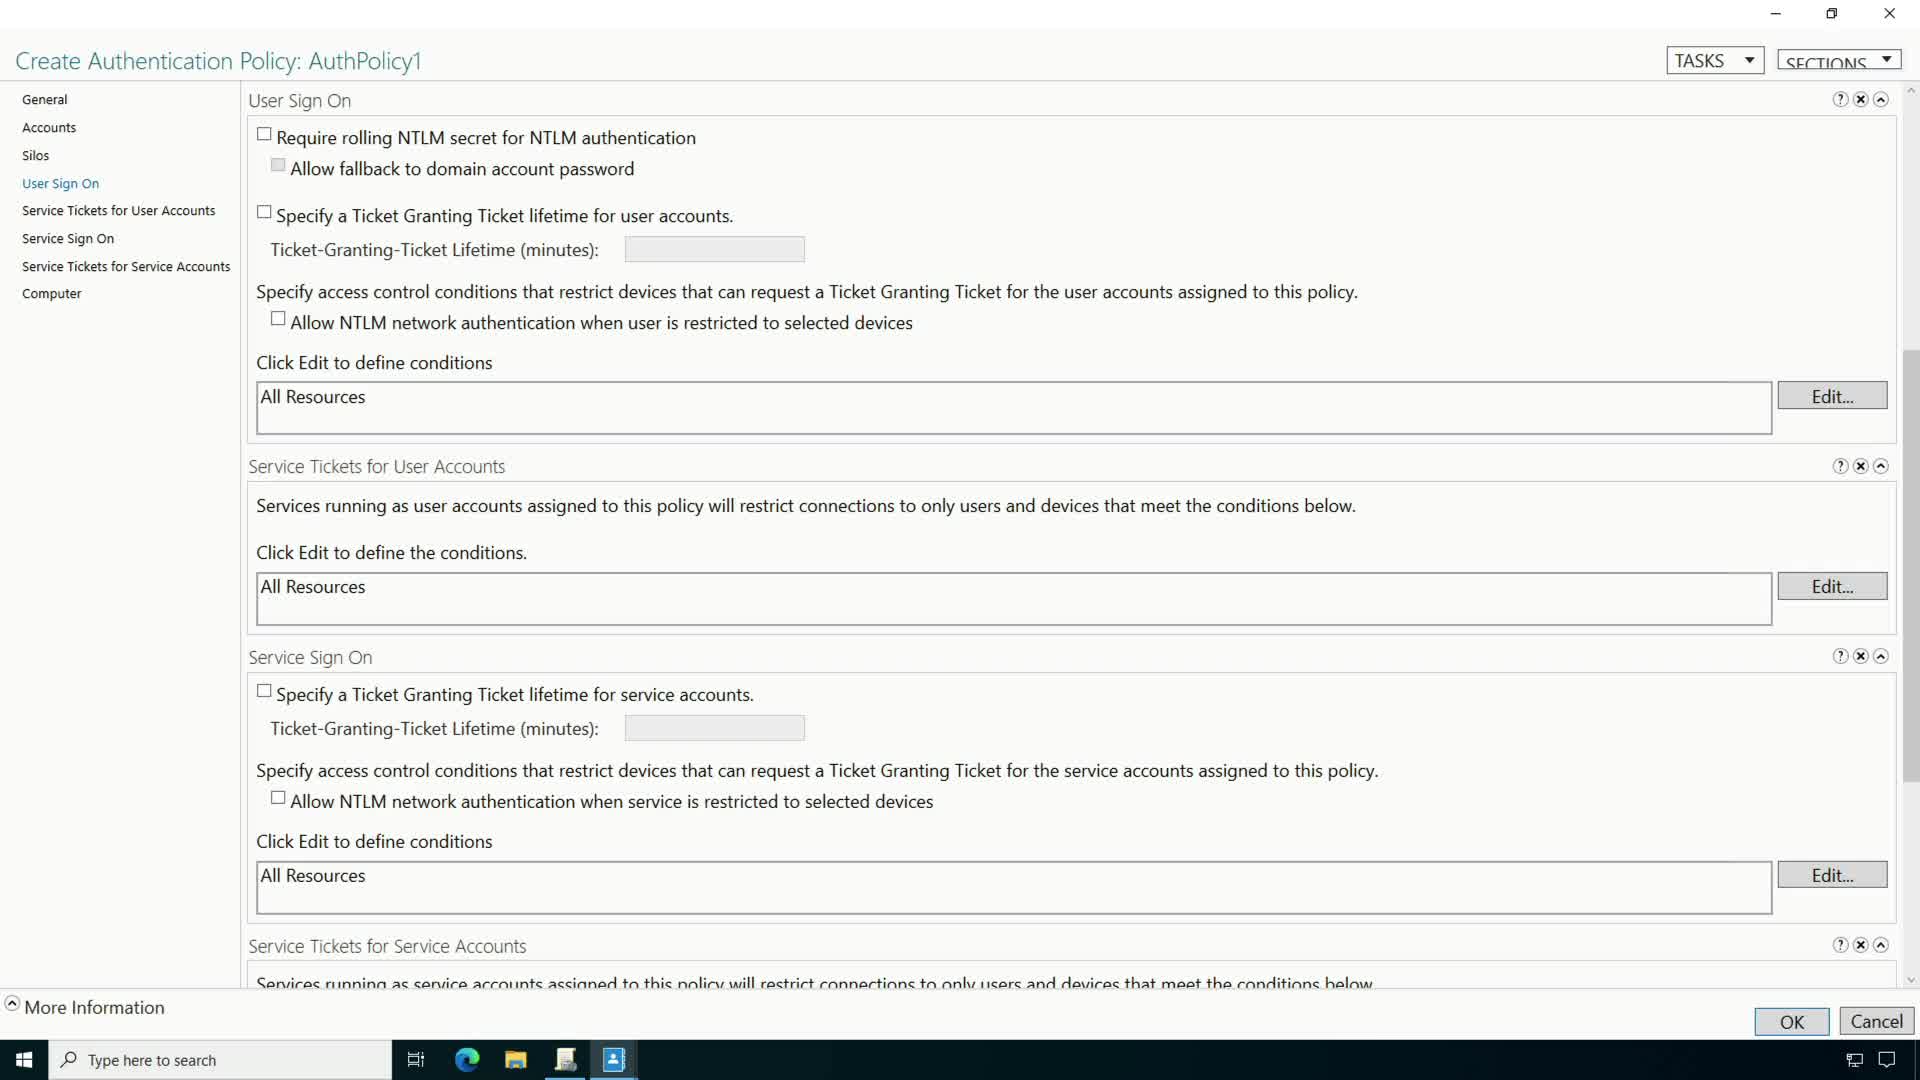 Create Authentication Policy: AuthPolicy1
TASKS
SECTIONS
General
Accounts
Silos
User Sign On
Service Tickets for User Accounts
Service Sign On
Service Tickets for Service Accounts
Computer
User Sign On
Require rolling NTLM secret for NTLM authentication
Allow fallback to domain account password
Specify a Ticket Granting Ticket lifetime for user accounts.
Ticket-Granting-Ticket Lifetime (minutes):
Specify access control conditions that restrict devices that can request a Ticket Granting Ticket for the user accounts assigned to this policy.
Allow NTLM network authentication when user is restricted to selected devices
Click Edit to define conditions
All Resources
Edit...
Service Tickets for User Accounts
Services running as user accounts assigned to this policy will restrict connections to only users and devices that meet the conditions below.
Click Edit to define the conditions.
All Resources
Edit...
Service Sign On
Specify a Ticket Granting Ticket lifetime for service accounts.
Ticket-Granting-Ticket Lifetime (minutes):
Specify access control conditions that restrict devices that can request a Ticket Granting Ticket for the service accounts assigned to this policy.
Allow NTLM network authentication when service is restricted to selected devices
Click Edit to define conditions
All Resources
Edit...
Service Tickets for Service Accounts
Services running as service accounts assigned to this policy will restrict connections to only users and devices that meet the conditions below.
More Information
OK
Cancel
Type here to search